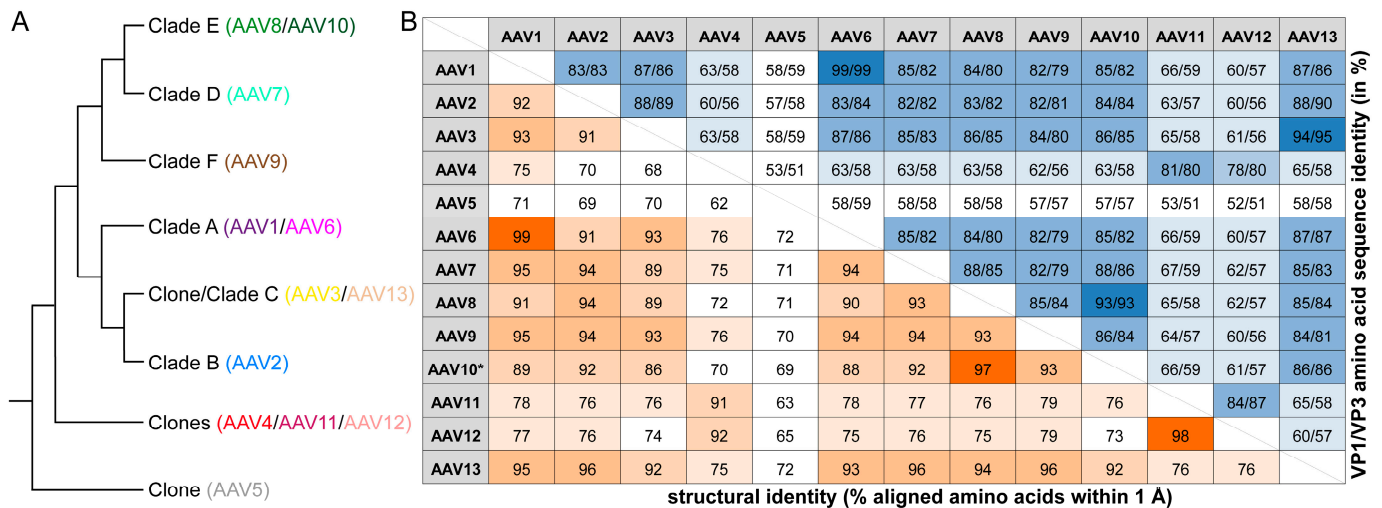 A
Clade E (AAV8/AAV10)
Clade D (AAV7)
Clade F (AAV9)
Clade A (AAV1/AAV6)
Clone/Clade C (AAV3/AAV13)
Clade B (AAV2)
Clones (AAV4/AAV11/AAV12)
Clone (AAV5)
B
AAV1 AAV2 AAV3 AAV4 AAV5 AAV6 AAV7 AAV8 AAV9 AAV10 AAV11 AAV12 AAV13
AAV1 83/83 87/86 63/58 58/59 99/99 85/82 84/80 82/79 85/82 66/59 60/57 87/86
AAV2 92 88/89 60/56 57/58 83/84 82/82 83/82 82/81 84/84 63/57 60/56 88/90
AAV3 93 91 63/58 58/59 87/86 85/83 86/85 84/80 86/85 65/58 61/56 94/95
AAV4 75 70 68 53/51 63/58 63/58 63/58 62/56 63/58 81/80 78/80 65/58
AAV5 71 69 70 62 58/59 58/58 58/58 57/57 57/57 53/51 52/51 58/58
AAV6 99 91 93 76 72 85/82 84/80 82/79 85/82 66/59 60/57 87/87
AAV7 95 94 89 75 71 94 88/85 82/79 88/86 67/59 62/57 85/83
AAV8 91 94 89 72 71 90 93 85/84 93/93 65/58 62/57 85/84
AAV9 95 94 93 76 70 94 94 93 86/84 64/57 60/56 84/81
AAV10* 89 92 86 70 69 88 92 97 93 66/59 61/57 86/86
AAV11 78 76 76 91 63 78 77 76 79 76 84/87 65/58
AAV12 77 76 74 92 65 75 76 75 79 73 98 60/57
AAV13 95 96 92 75 72 93 96 94 96 92 76 76
structural identity (% aligned amino acids within 1 Å)
VP1/VP3 amino acid sequence identity (in %)